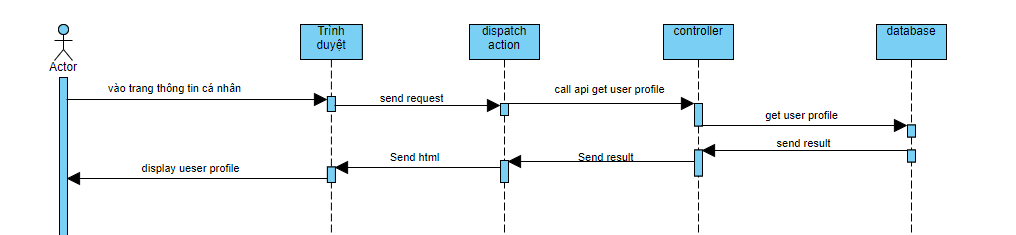 Trình
duyệt
dispatch
action
controller
database
Actor
vào trang thông tin cá nhân
send request
call api get user profile
get user profile
send result
Send result
Send html
display ueser profile